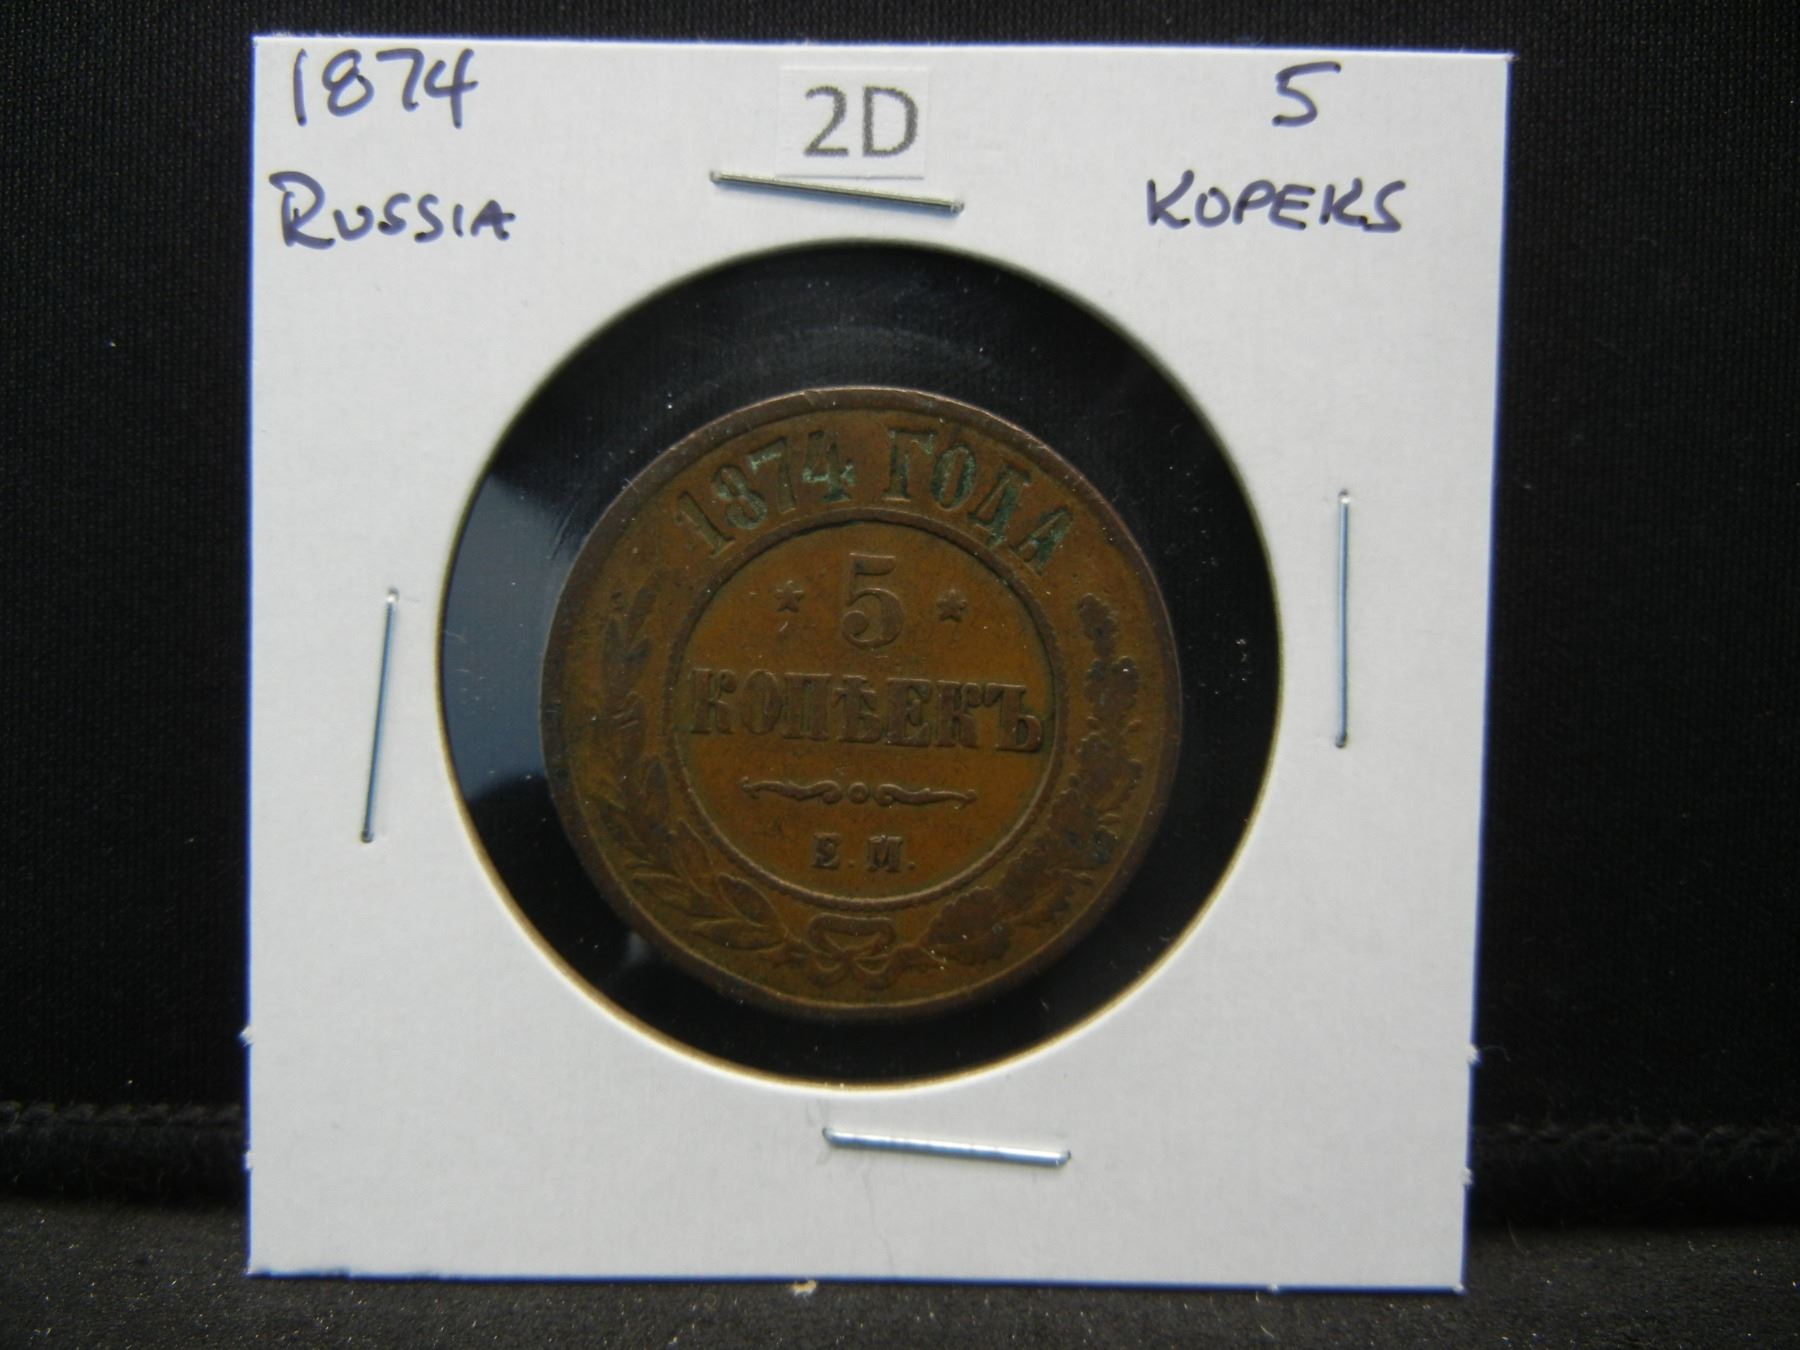 1874
2D
5
RUSSIA
KOPEKS
1874 ГОДА
5
КОПѢЕКЪ
Е.М.